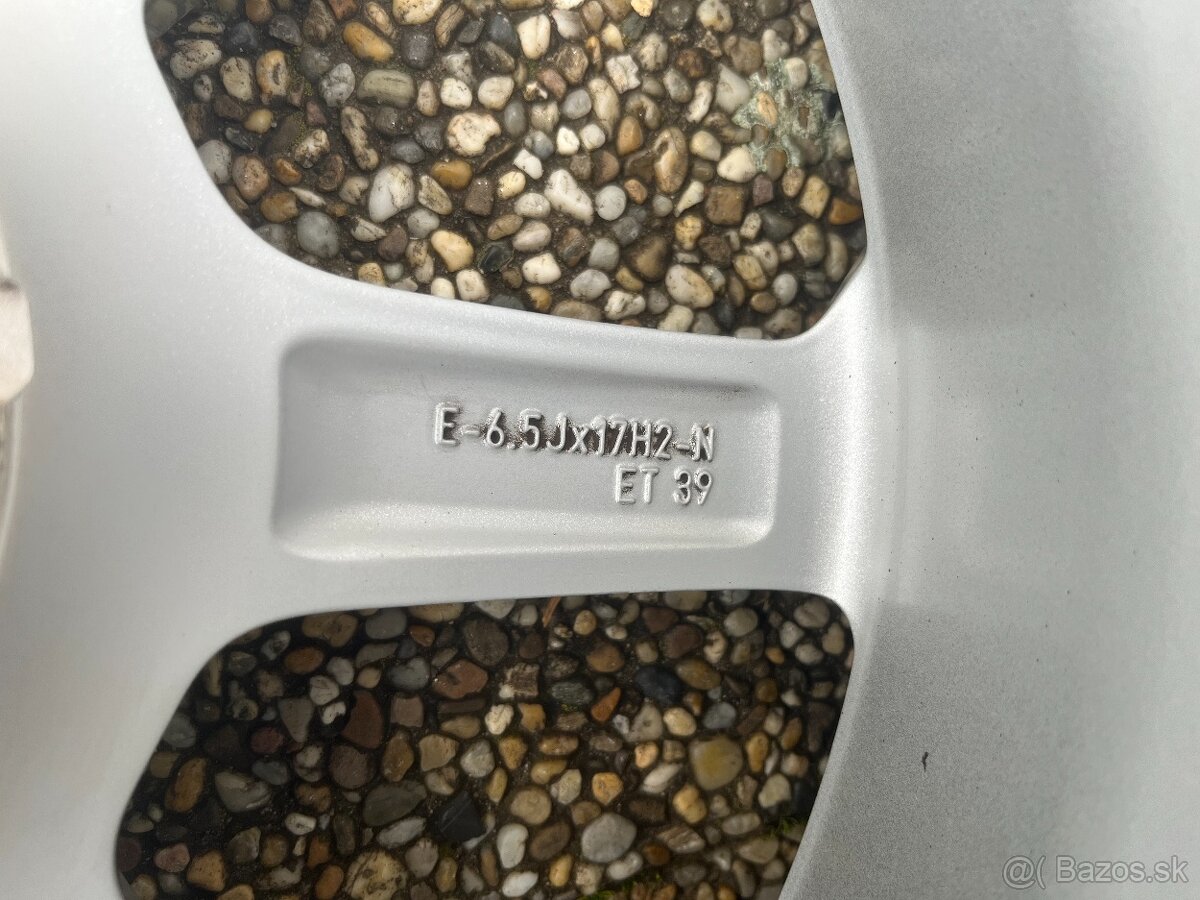 E-6.5Jx17H2-N
ET 39
@( Bazos.sk